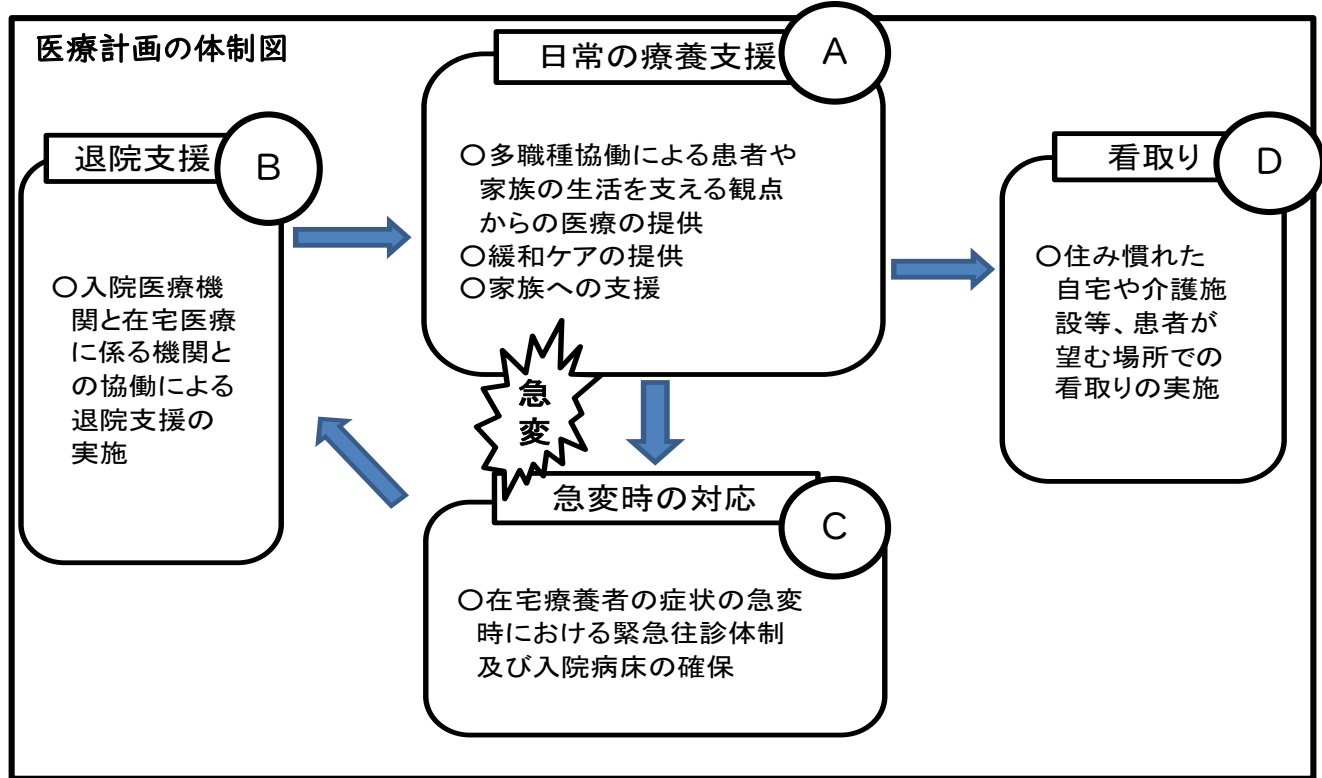 医療計画の体制図
日常の療養支援
A
〇多職種協働による患者や
家族の生活を支える観点
からの医療の提供
〇緩和ケアの提供
〇家族への支援
退院支援
B
〇入院医療機
関と在宅医療
に係る機関と
の協働による
退院支援の
実施
看取り
D
〇住み慣れた
自宅や介護施
設等、患者が
望む場所での
看取りの実施
急
変
急変時の対応
C
〇在宅療養者の症状の急変
時における緊急往診体制
及び入院病床の確保